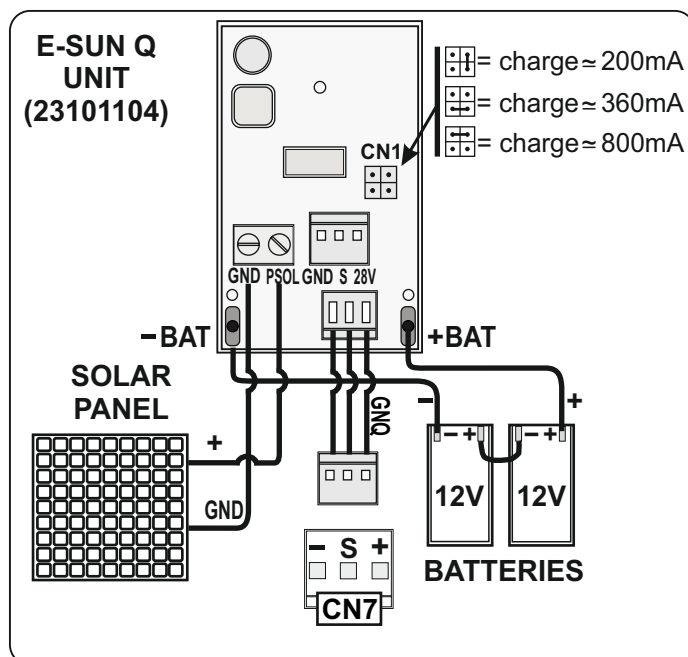 E-SUN Q
UNIT
(23101104)
= charge ≃ 200mA
= charge ≃ 360mA
= charge ≃ 800mA
CN1
GND PSOL GND S 28V
-BAT
+BAT
SOLAR
PANEL
+
GND
GNQ
-
+
- +
- +
12V
12V
BATTERIES
- S +
CN7